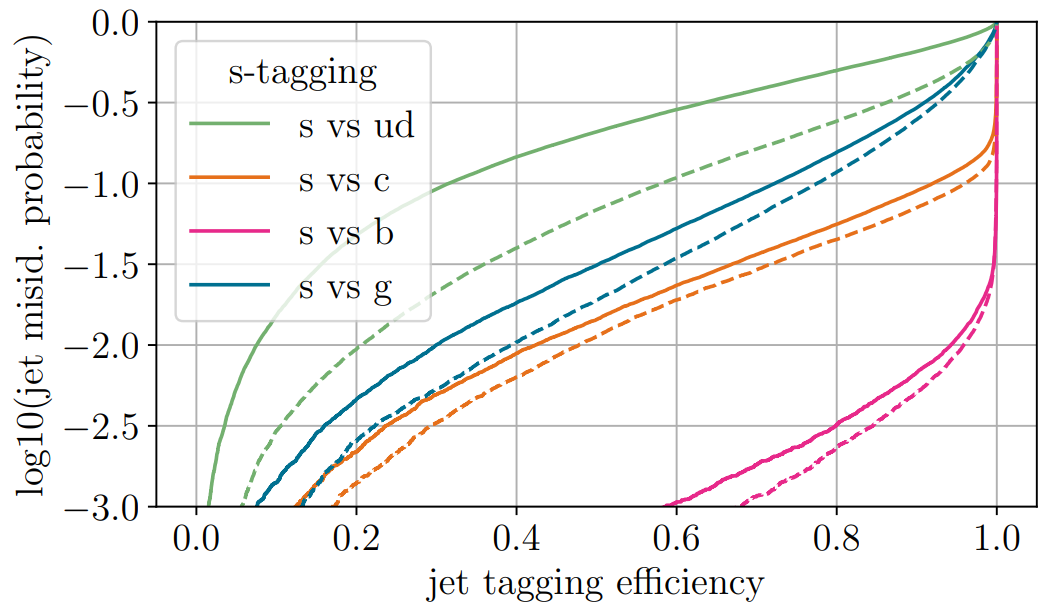 log10(jet misid. probability)
0.0
−0.5
−1.0
−1.5
−2.0
−2.5
−3.0
s-tagging
s vs ud
s vs c
s vs b
s vs g
0.0 0.2 0.4 0.6 0.8 1.0
jet tagging efficiency